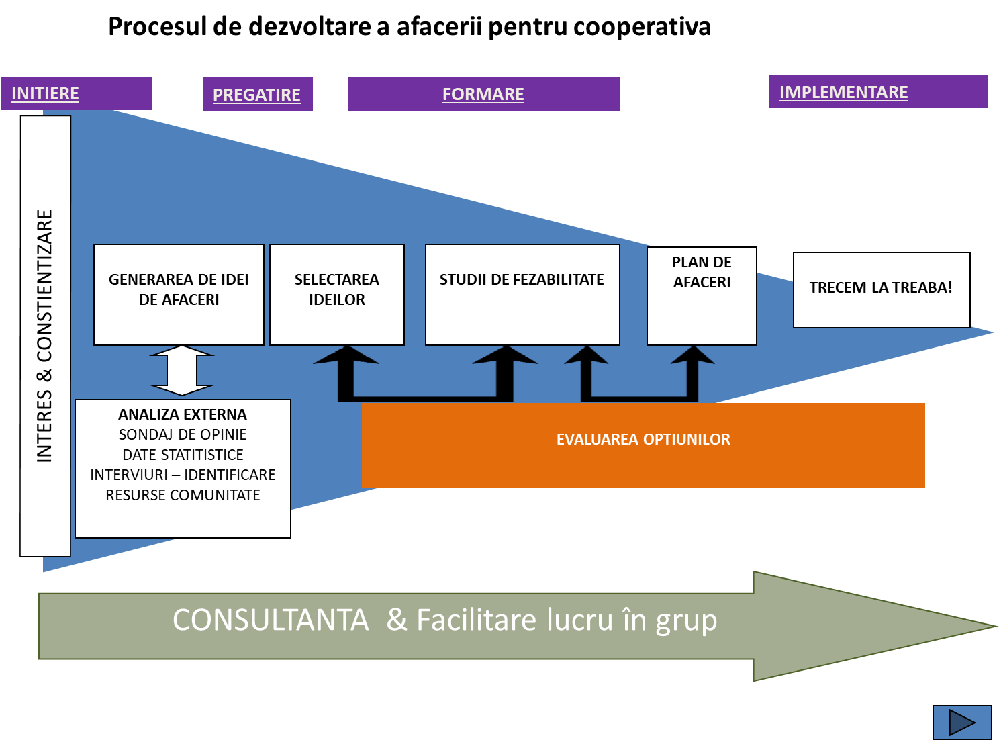 Procesul de dezvoltare a afacerii pentru cooperativa
INITIERE
PREGATIRE
FORMARE
IMPLEMENTARE
INTERES & CONSTIENTIZARE
GENERAREA DE IDEI
DE AFACERI
SELECTAREA
IDEILOR
STUDII DE FEZABILITATE
PLAN DE
AFACERI
TRECEM LA TREABA!
ANALIZA EXTERNA
SONDAJ DE OPINIE
DATE STATITISTICE
INTERVIURI – IDENTIFICARE
RESURSE COMUNITATE
EVALUAREA OPTIUNILOR
CONSULTANTA & Facilitare lucru în grup